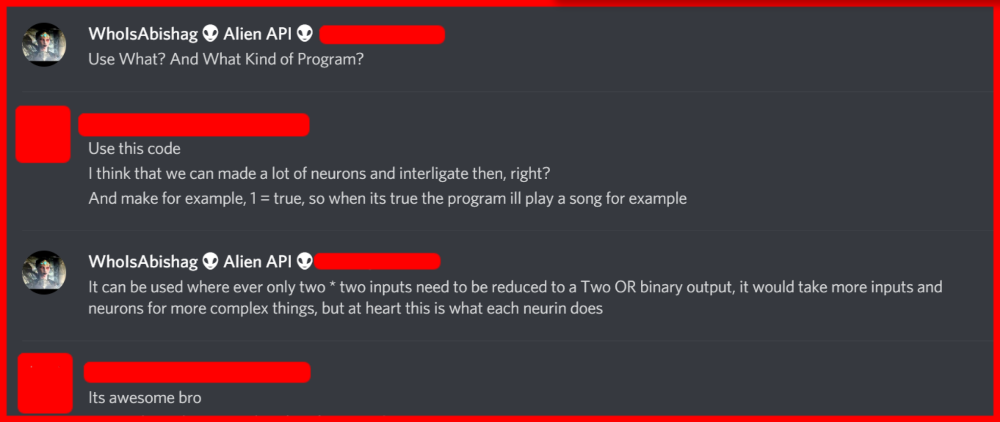 WhoIsAbishag 👽 Alien API 👽
Use What? And What Kind of Program?
Use this code
I think that we can made a lot of neurons and interligate then, right?
And make for example, 1 = true, so when its true the program ill play a song for example
WhoIsAbishag 👽 Alien API 👽
It can be used where ever only two * two inputs need to be reduced to a Two OR binary output, it would take more inputs and
neurons for more complex things, but at heart this is what each neurin does
Its awesome bro